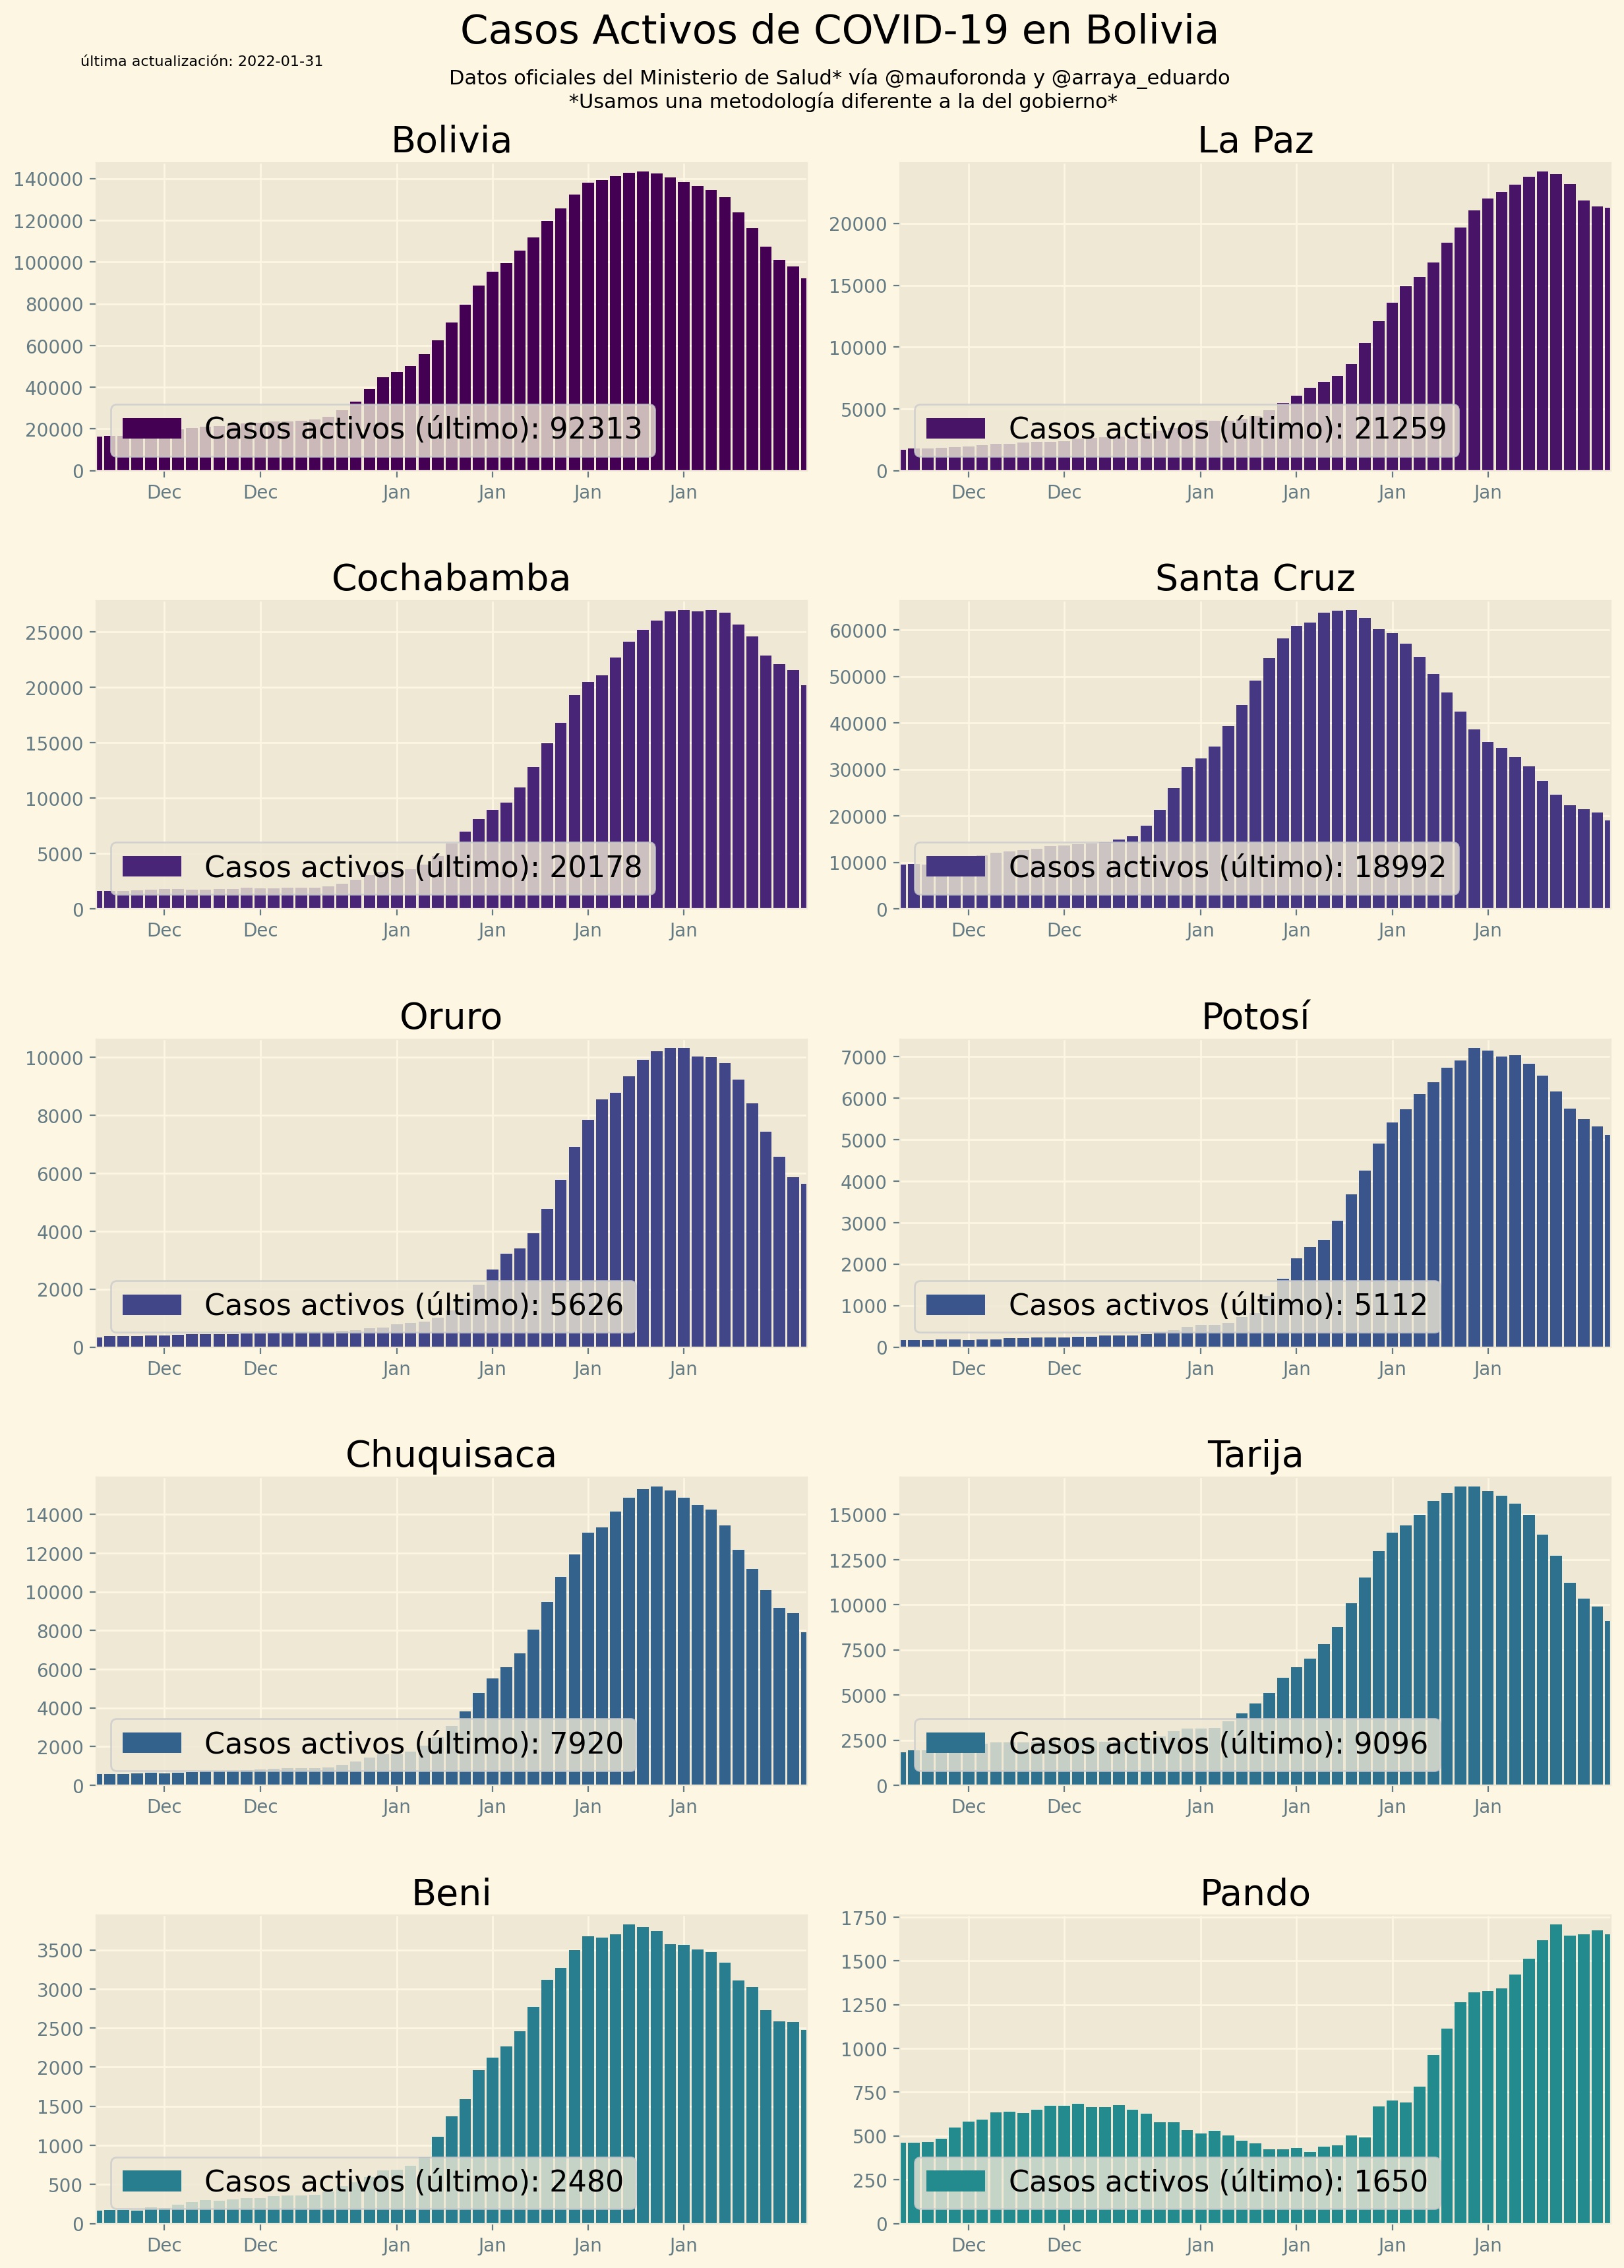 Casos Activos de COVID-19 en Bolivia
última actualización: 2022-01-31
Datos oficiales del Ministerio de Salud* vía @mauforonda y @arraya_eduardo
*Usamos una metodología diferente a la del gobierno*
Bolivia
140000
120000
100000
80000
60000
40000
20000
0
Casos activos (último): 92313
Dec Dec Jan Jan Jan Jan
La Paz
20000
15000
10000
5000
0
Casos activos (último): 21259
Dec Dec Jan Jan Jan Jan
Cochabamba
25000
20000
15000
10000
5000
0
Casos activos (último): 20178
Dec Dec Jan Jan Jan Jan
Santa Cruz
60000
50000
40000
30000
20000
10000
0
Casos activos (último): 18992
Dec Dec Jan Jan Jan Jan
Oruro
10000
8000
6000
4000
2000
0
Casos activos (último): 5626
Dec Dec Jan Jan Jan Jan
Potosí
7000
6000
5000
4000
3000
2000
1000
0
Casos activos (último): 5112
Dec Dec Jan Jan Jan Jan
Chuquisaca
14000
12000
10000
8000
6000
4000
2000
0
Casos activos (último): 7920
Dec Dec Jan Jan Jan Jan
Tarija
15000
12500
10000
7500
5000
2500
0
Casos activos (último): 9096
Dec Dec Jan Jan Jan Jan
Beni
3500
3000
2500
2000
1500
1000
500
0
Casos activos (último): 2480
Dec Dec Jan Jan Jan Jan
Pando
1750
1500
1250
1000
750
500
250
0
Casos activos (último): 1650
Dec Dec Jan Jan Jan Jan